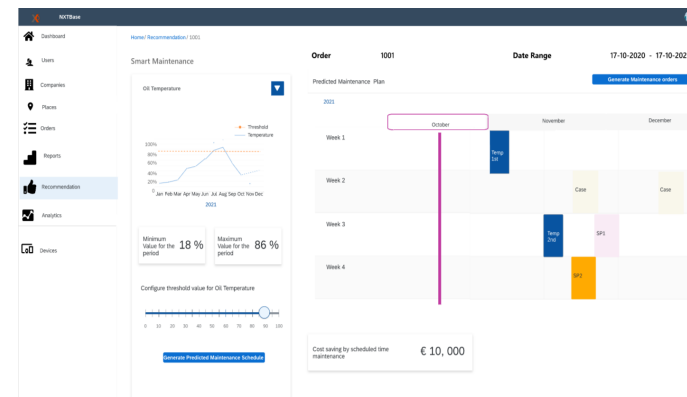 NXTBase
Dashboard
Users
Companies
Places
Orders
Reports
Recommendation
Analytics
Devices
Home/ Recommendation/ 1001
Smart Maintenance
Oil Temperature
Threshold
Temperature
100%
80%
60%
40%
20%
0
Jan Feb Mar Apr May Jun Jul Aug Sep Oct Nov Dec
2021
Minimum
Value for the
period
18 %
Maximum
Value for the
period
86 %
Configure threshold value for Oil Temperature
0 10 20 30 40 50 60 70 80 90 100
Generate Predicted Maintenance Schedule
Order 1001 Date Range 17-10-2020 - 17-10-202
Predicted Maintenance Plan
Generate Maintenance orders
2021
October November December
Week 1
Temp
1st
Week 2
Case Case
Week 3
Temp
2nd
SP1
Week 4
SP2
Cost saving by scheduled time
maintenance
€ 10, 000